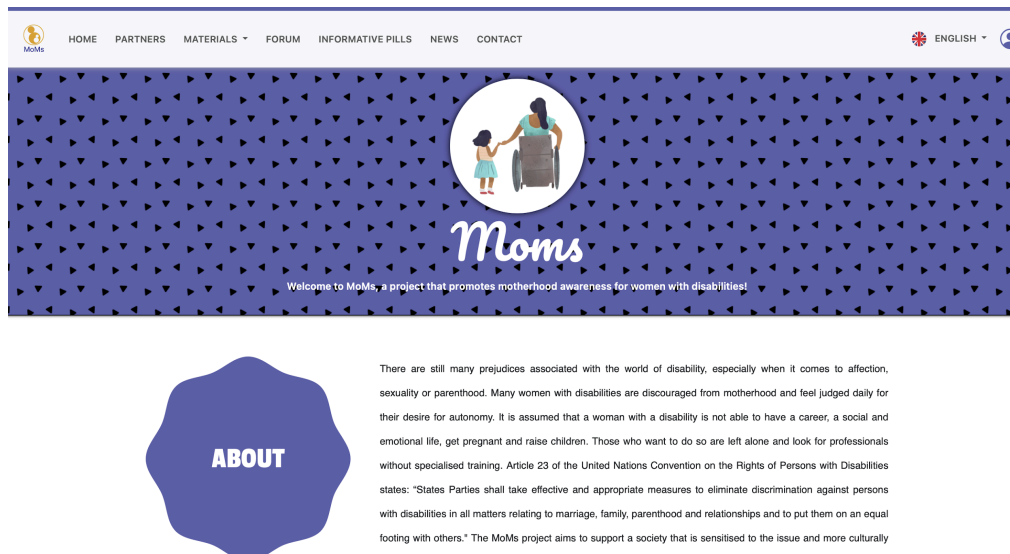 MoMs
HOME PARTNERS MATERIALS FORUM INFORMATIVE PILLS NEWS CONTACT
ENGLISH
Moms
Welcome to MoMs, a project that promotes motherhood awareness for women with disabilities!
ABOUT
There are still many prejudices associated with the world of disability, especially when it comes to affection,
sexuality or parenthood. Many women with disabilities are discouraged from motherhood and feel judged daily for
their desire for autonomy. It is assumed that a woman with a disability is not able to have a career, a social and
emotional life, get pregnant and raise children. Those who want to do so are left alone and look for professionals
without specialised training. Article 23 of the United Nations Convention on the Rights of Persons with Disabilities
states: “States Parties shall take effective and appropriate measures to eliminate discrimination against persons
with disabilities in all matters relating to marriage, family, parenthood and relationships and to put them on an equal
footing with others." The MoMs project aims to support a society that is sensitised to the issue and more culturally